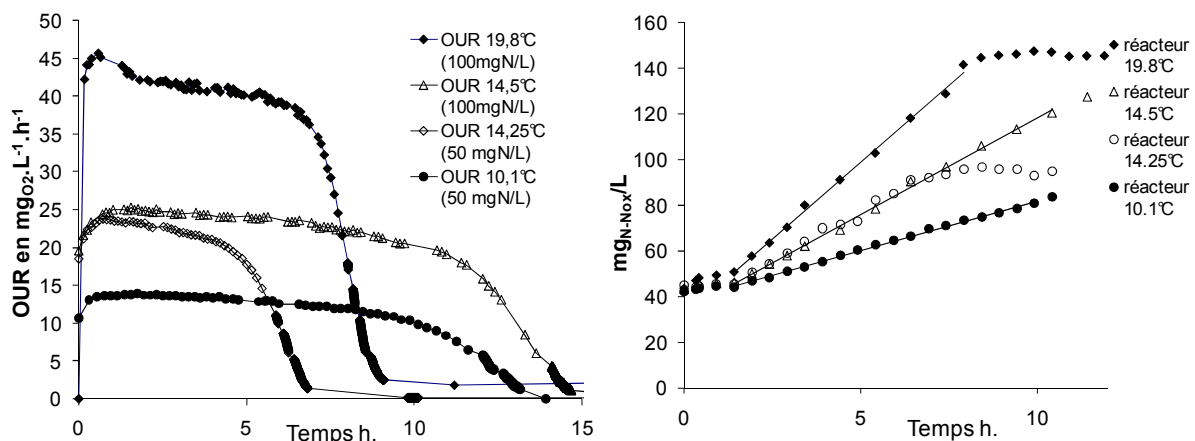 OUR en mgO2.L-1.h-1
50
45
40
35
30
25
20
15
10
5
0
0
5
10
15
Temps h.
OUR 19,8°C
(100mgN/L)
OUR 14,5°C
(100mgN/L)
OUR 14,25°C
(50 mgN/L)
OUR 10,1°C
(50 mgN/L)
mgN-Nox/L
160
140
120
100
80
60
40
20
0
0
5
10
Temps h.
réacteur
19.8°C
réacteur
14.5°C
réacteur
14.25°C
réacteur
10.1°C